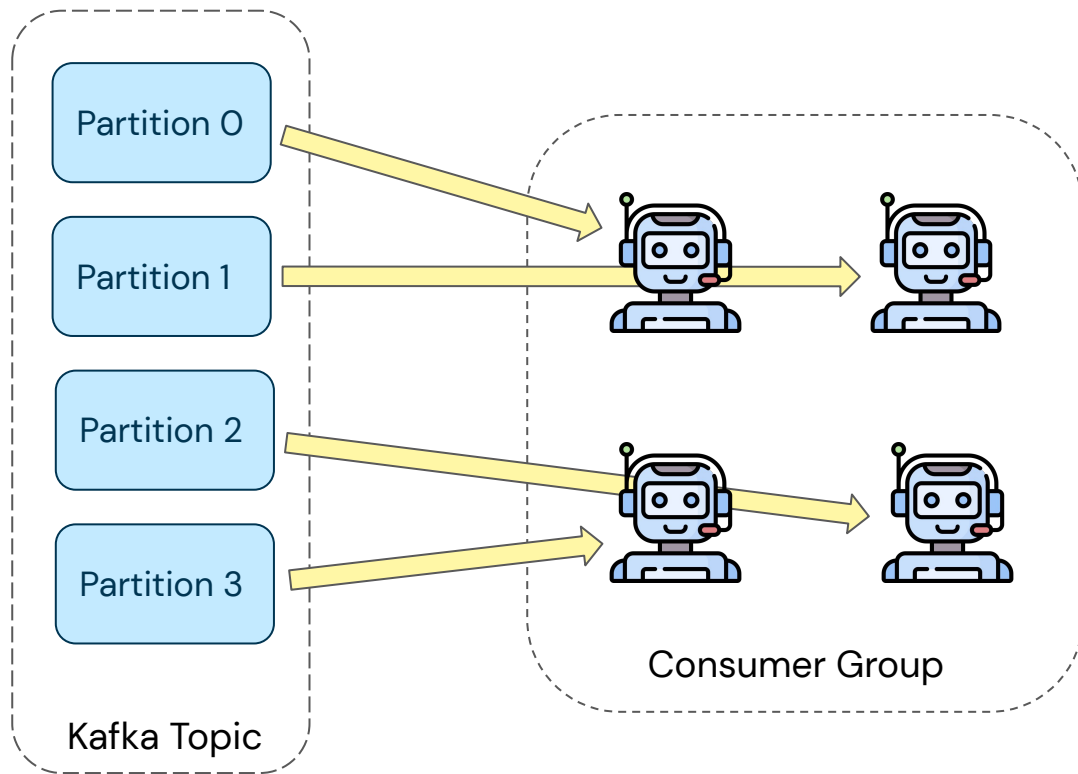 Partition 0
Partition 1
Partition 2
Partition 3
Kafka Topic
Consumer Group